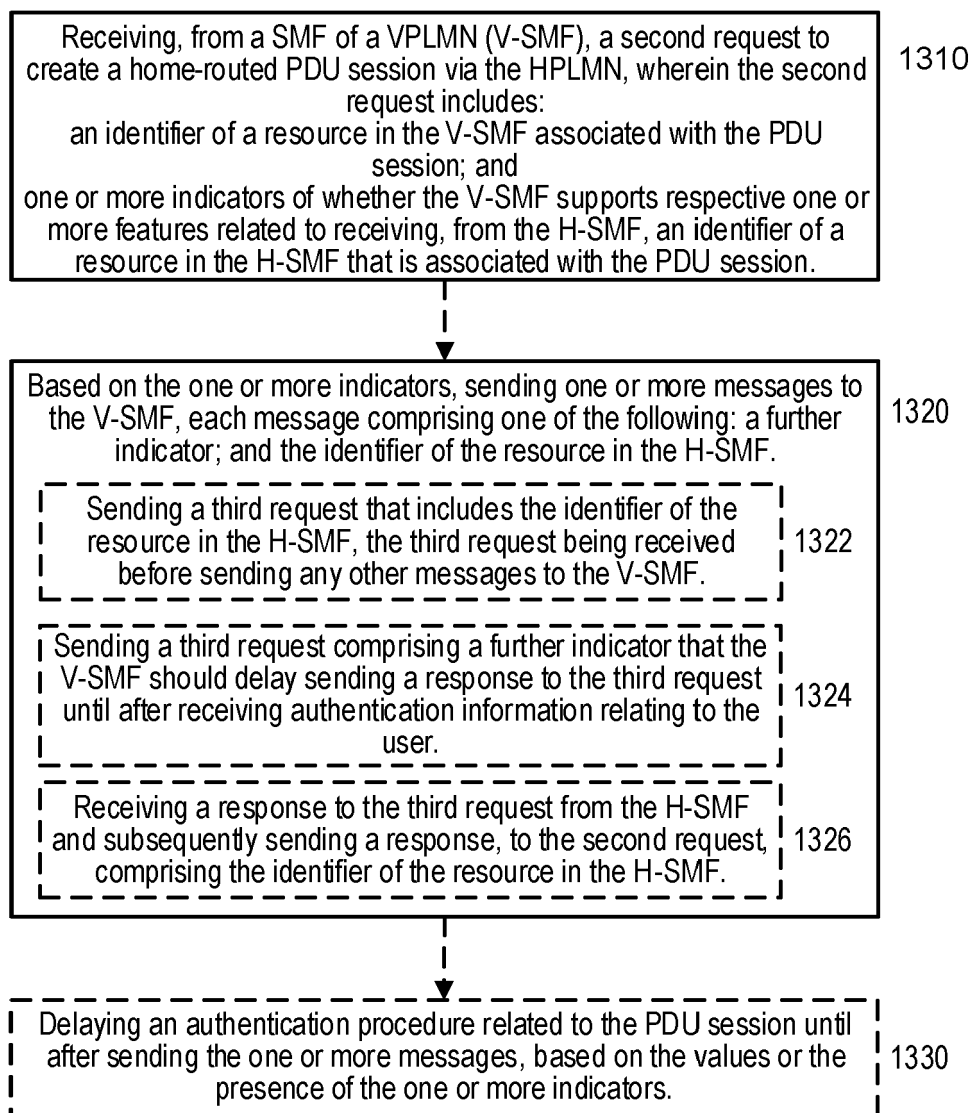 Receiving, from a SMF of a VPLMN (V-SMF), a second request to
create a home-routed PDU session via the HPLMN, wherein the second
request includes:
an identifier of a resource in the V-SMF associated with the PDU
session; and
one or more indicators of whether the V-SMF supports respective one or
more features related to receiving, from the H-SMF, an identifier of a
resource in the H-SMF that is associated with the PDU session.
1310
Based on the one or more indicators, sending one or more messages to
the V-SMF, each message comprising one of the following: a further
indicator; and the identifier of the resource in the H-SMF.
1320
Sending a third request that includes the identifier of the
resource in the H-SMF, the third request being received
before sending any other messages to the V-SMF.
1322
Sending a third request comprising a further indicator that the
V-SMF should delay sending a response to the third request
until after receiving authentication information relating to the
user.
1324
Receiving a response to the third request from the H-SMF
and subsequently sending a response, to the second request,
comprising the identifier of the resource in the H-SMF.
1326
Delaying an authentication procedure related to the PDU session until
after sending the one or more messages, based on the values or the
presence of the one or more indicators.
1330